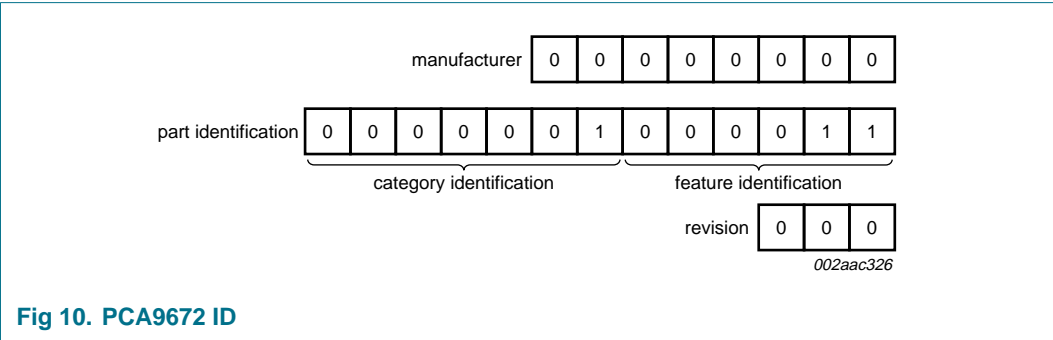 manufacturer 0 0 0 0 0 0 0 0
part identification 0 0 0 0 0 0 1 0 0 0 0 1 1
category identification feature identification
revision 0 0 0
002aac326
Fig 10. PCA9672 ID